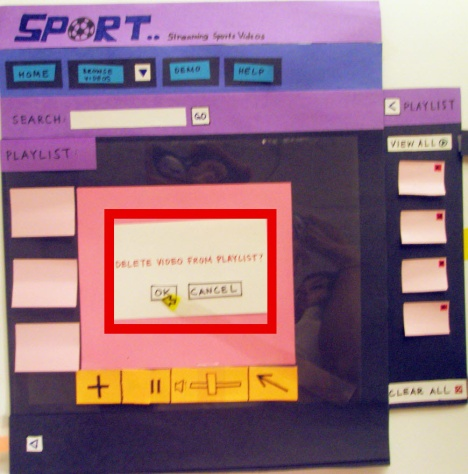 SPORT..
Streaming Sports Videos
HOME
BROWSE VIDEOS
DEMO
HELP
SEARCH:
GO
< PLAYLIST
PLAYLIST
VIEW ALL
DELETE VIDEO FROM PLAYLIST?
OK
CANCEL
CLEAR ALL